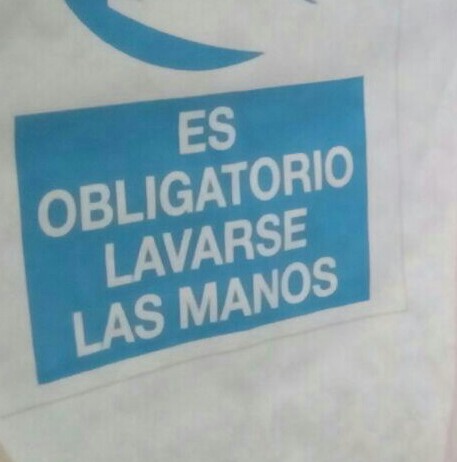 ES
OBLIGATORIO
LAVARSE
LAS MANOS